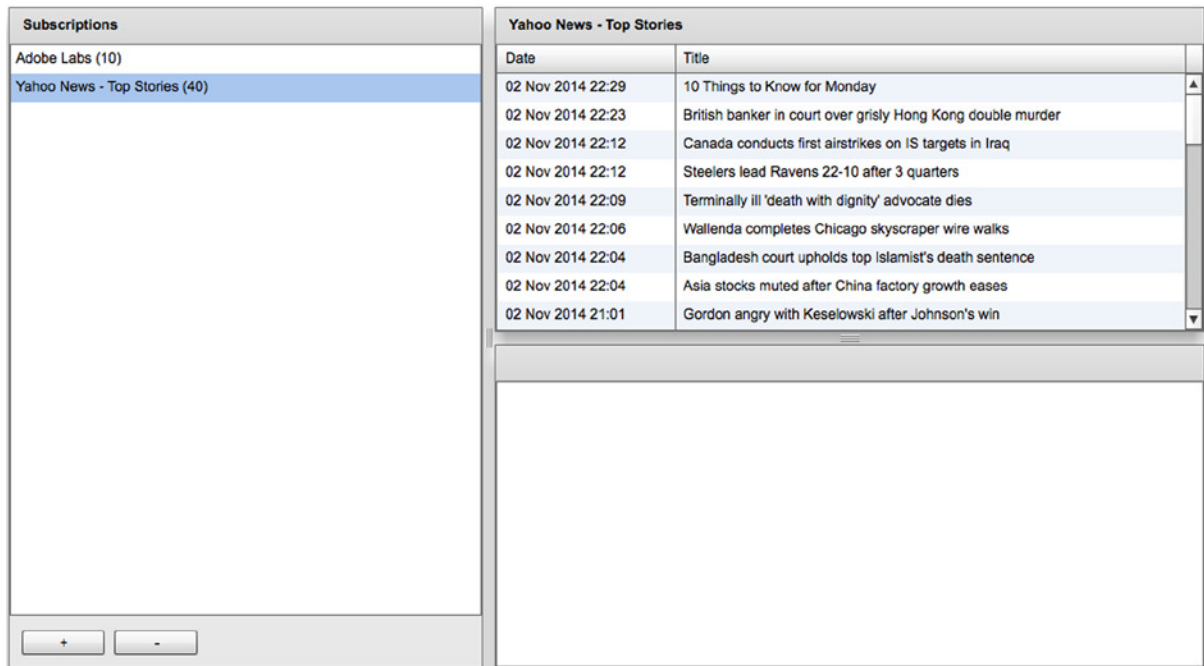 Subscriptions
Adobe Labs (10)
Yahoo News - Top Stories (40)
+ -
Yahoo News - Top Stories
Date Title
02 Nov 2014 22:29 10 Things to Know for Monday
02 Nov 2014 22:23 British banker in court over grisly Hong Kong double murder
02 Nov 2014 22:12 Canada conducts first airstrikes on IS targets in Iraq
02 Nov 2014 22:12 Steelers lead Ravens 22-10 after 3 quarters
02 Nov 2014 22:09 Terminally ill 'death with dignity' advocate dies
02 Nov 2014 22:06 Wallenda completes Chicago skyscraper wire walks
02 Nov 2014 22:04 Bangladesh court upholds top Islamist's death sentence
02 Nov 2014 22:04 Asia stocks muted after China factory growth eases
02 Nov 2014 21:01 Gordon angry with Keselowski after Johnson's win